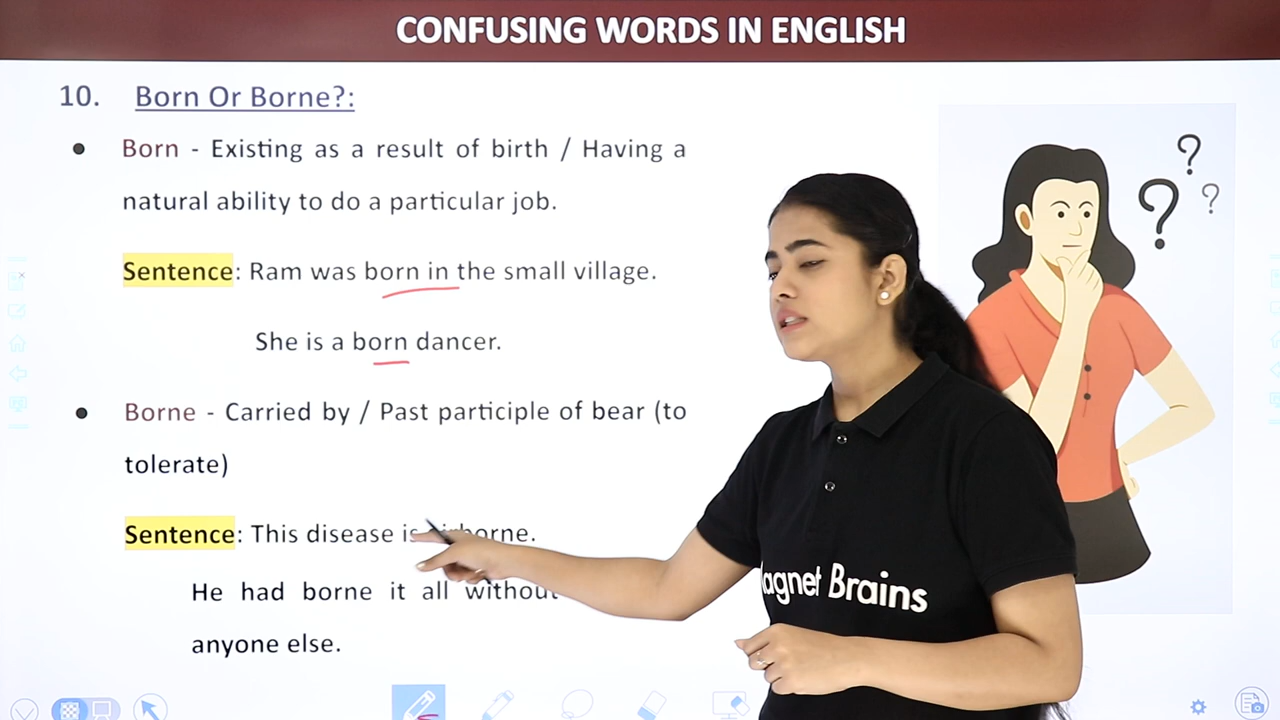 CONFUSING WORDS IN ENGLISH
10. Born Or Borne?:
● Born - Existing as a result of birth / Having a
natural ability to do a particular job.
Sentence: Ram was born in the small village.
She is a born dancer.
● Borne - Carried by / Past participle of bear (to
tolerate)
Sentence: This disease is airborne.
He had borne it all without
anyone else.
? ? ?
agnet Brains